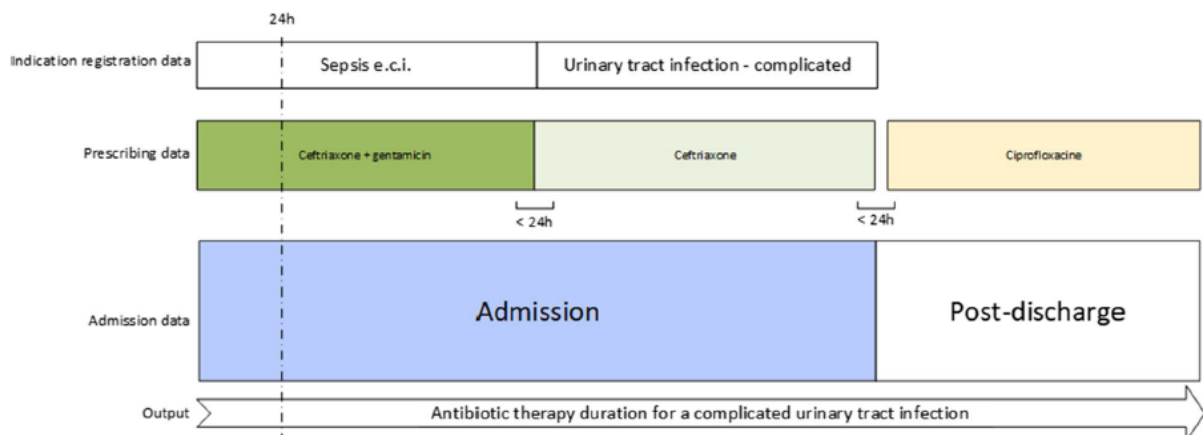 24h
Indication registration data
Sepsis e.c.i.
Urinary tract infection - complicated
Prescribing data
Ceftriaxone + gentamicin
Ceftriaxone
Ciprofloxacine
< 24h
< 24h
Admission data
Admission
Post-discharge
Output
Antibiotic therapy duration for a complicated urinary tract infection